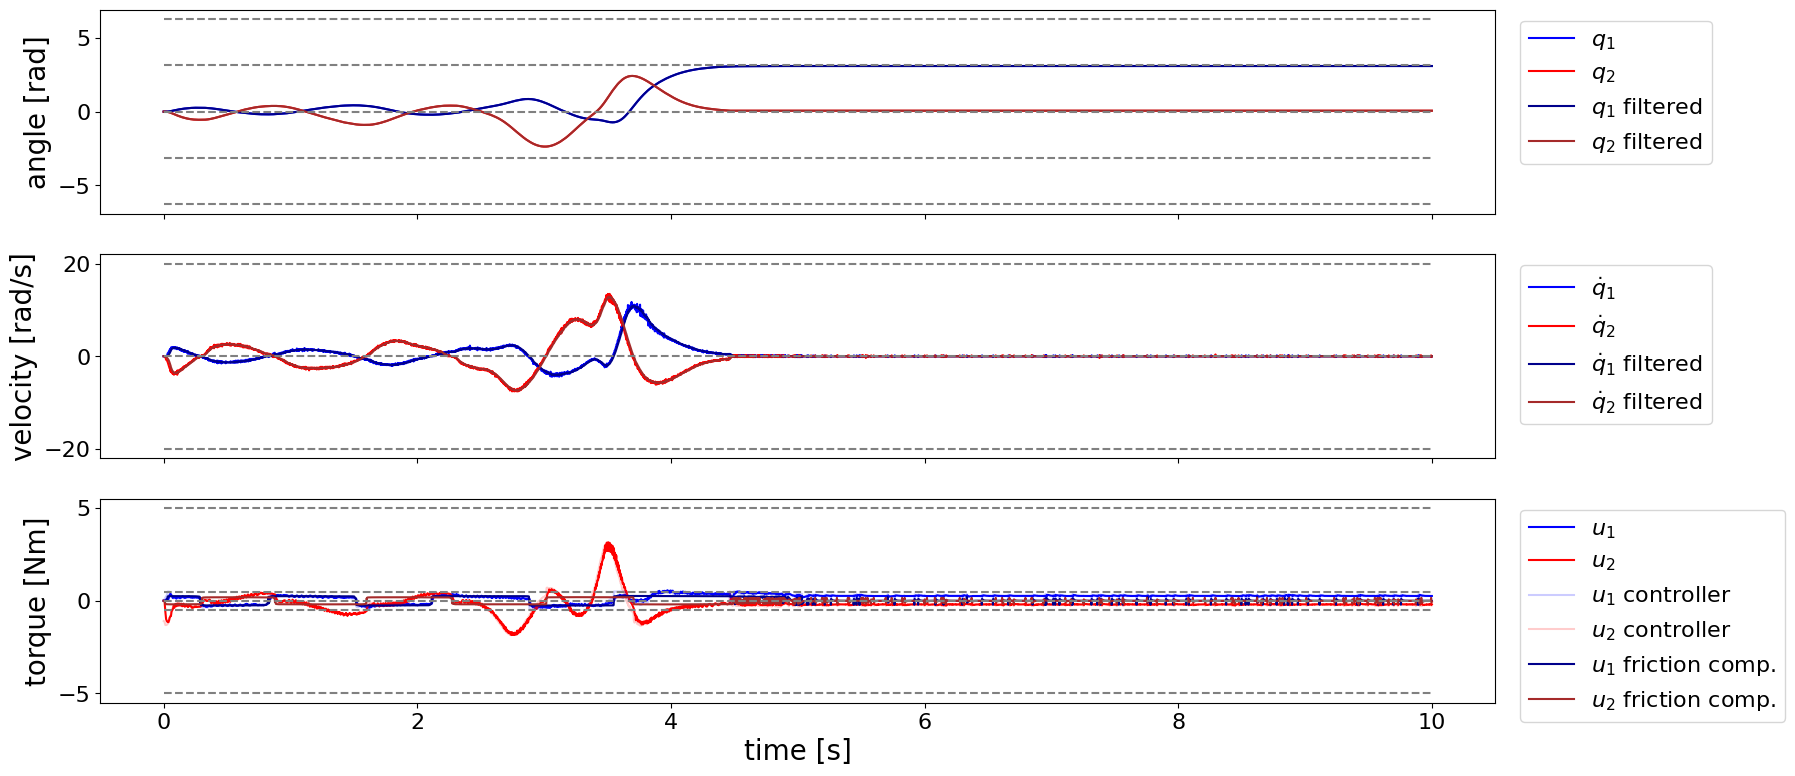 angle [rad]
5
0
−5
q₁
q₂
q₁ filtered
q₂ filtered
velocity [rad/s]
20
0
−20
q̇₁
q̇₂
q̇₁ filtered
q̇₂ filtered
torque [Nm]
5
0
−5
u₁
u₂
u₁ controller
u₂ controller
u₁ friction comp.
u₂ friction comp.
0 2 4 6 8 10
time [s]